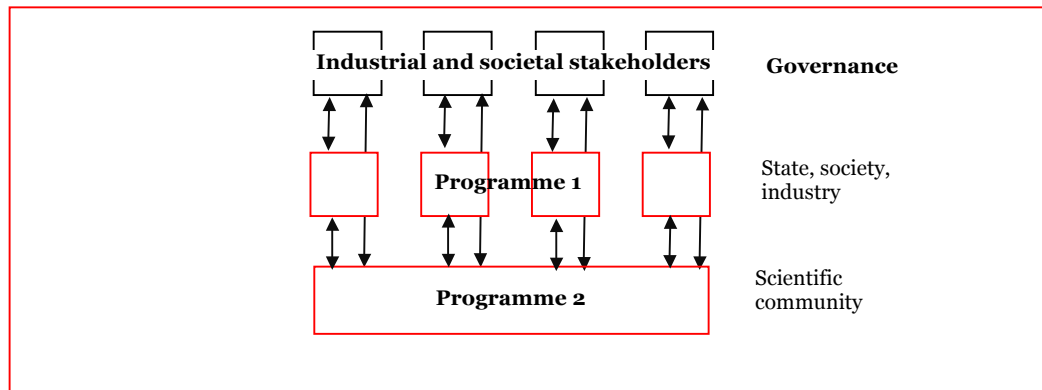 Industrial and societal stakeholders
Governance
State, society,
industry
Programme 1
Scientific
community
Programme 2